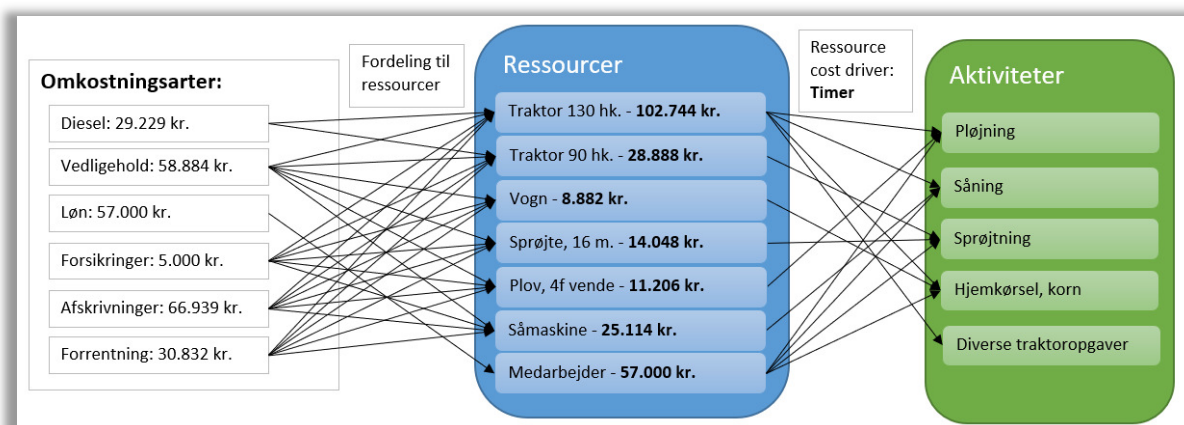 Omkostningsarter:
Diesel: 29.229 kr.
Vedligehold: 58.884 kr.
Løn: 57.000 kr.
Forsikringer: 5.000 kr.
Afskrivninger: 66.939 kr.
Forrentning: 30.832 kr.
Fordeling til
ressourcer
Ressourcer
Traktor 130 hk. - 102.744 kr.
Traktor 90 hk. - 28.888 kr.
Vogn - 8.882 kr.
Sprøjte, 16 m. - 14.048 kr.
Plov, 4f vende - 11.206 kr.
Såmaskine - 25.114 kr.
Medarbejder - 57.000 kr.
Ressource
cost driver:
Timer
Aktiviteter
Pløjning
Såning
Sprøjtning
Hjemkørsel, korn
Diverse traktoropgaver